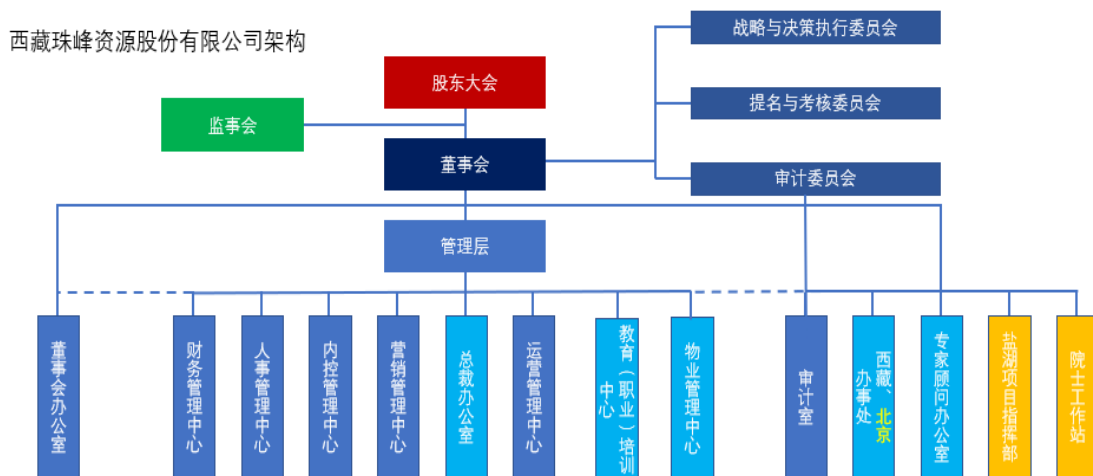 西藏珠峰资源股份有限公司架构
战略与决策执行委员会
股东大会
提名与考核委员会
监事会
董事会
审计委员会
管理层
董事会办公室
财务管理中心
人事管理中心
内控管理中心
营销管理中心
总裁办公室
运营管理中心
教育（职业）培训
中心
物业管理中心
审计室
西藏、北京
办事处
专家顾问办公室
盐湖项目指挥部
院士工作站